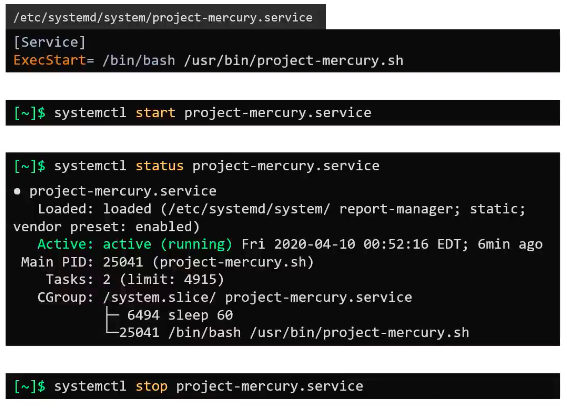 /etc/systemd/system/project-mercury.service
[Service]
ExecStart= /bin/bash /usr/bin/project-mercury.sh
[~]$ systemctl start project-mercury.service
[~]$ systemctl status project-mercury.service
● project-mercury.service
Loaded: loaded (/etc/systemd/system/ report-manager; static;
vendor preset: enabled)
Active: active (running) Fri 2020-04-10 00:52:16 EDT; 6min ago
Main PID: 25041 (project-mercury.sh)
Tasks: 2 (limit: 4915)
CGroup: /system.slice/ project-mercury.service
├─ 6494 sleep 60
└─25041 /bin/bash /usr/bin/project-mercury.sh
[~]$ systemctl stop project-mercury.service